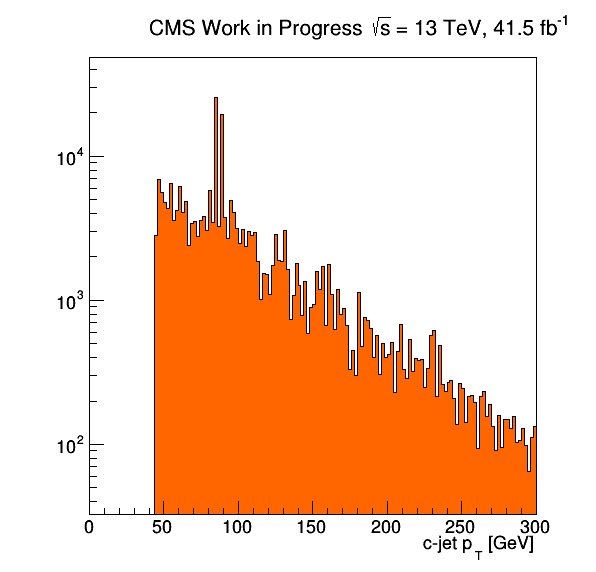 CMS Work in Progress √s = 13 TeV, 41.5 fb⁻¹
10⁴
10³
10²
0 50 100 150 200 250 300
c-jet p_T [GeV]